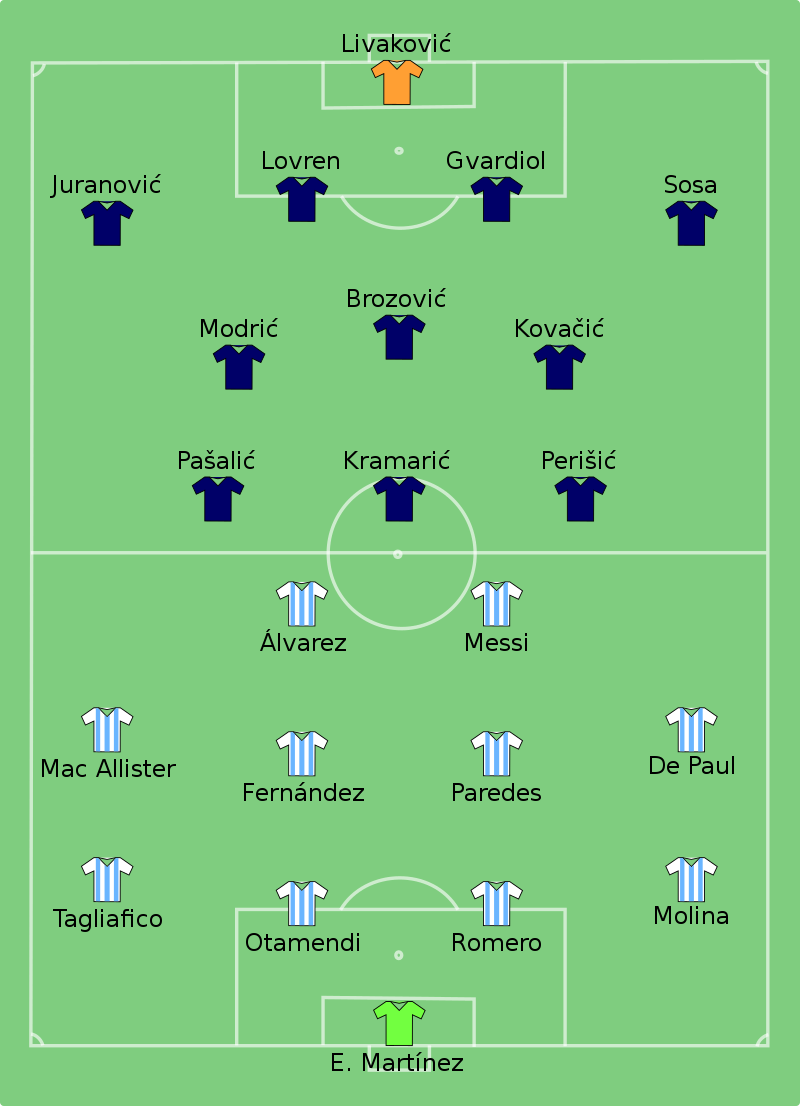 Livaković
Lovren
Gvardiol
Juranović
Sosa
Brozović
Modrić
Kovačić
Pašalić
Kramarić
Perišić
Álvarez
Messi
Mac Allister
De Paul
Fernández
Paredes
Tagliafico
Molina
Otamendi
Romero
E. Martínez